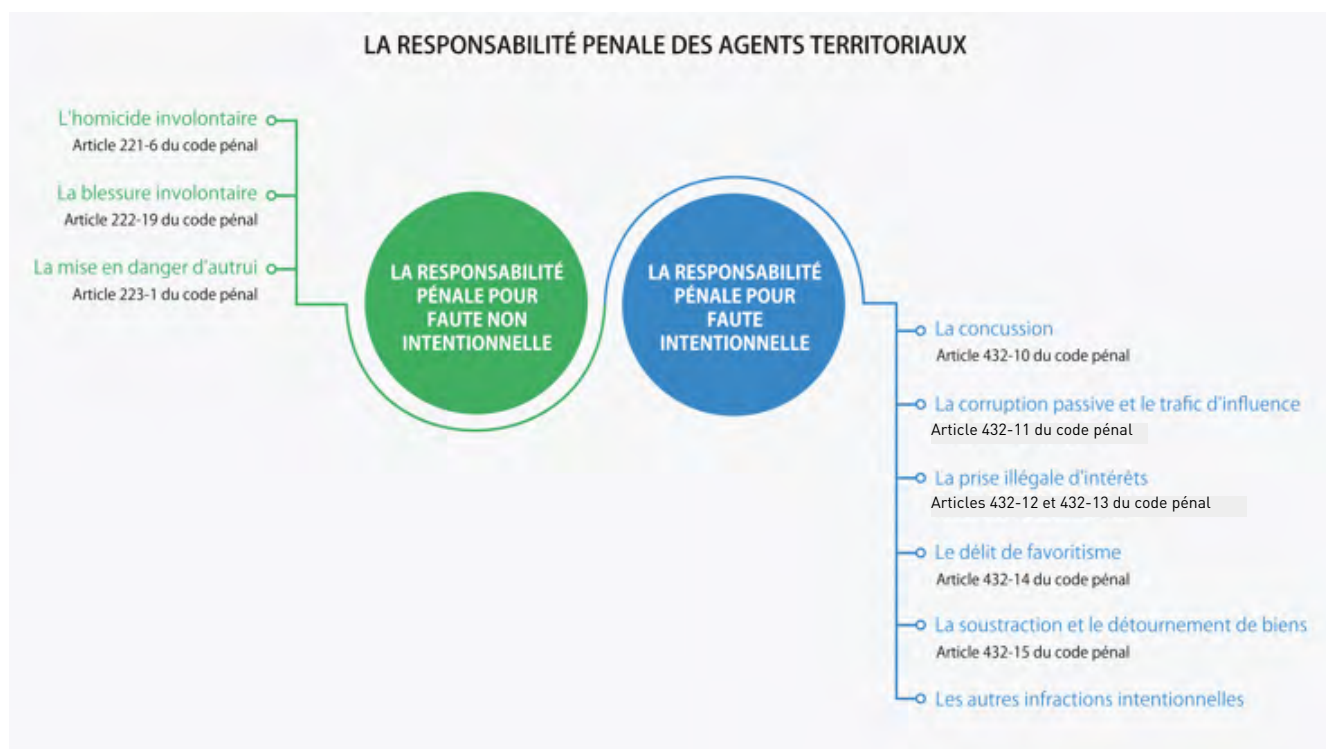 LA RESPONSABILITÉ PENALE DES AGENTS TERRITORIAUX
L'homicide involontaire
Article 221-6 du code pénal
La blessure involontaire
Article 222-19 du code pénal
La mise en danger d'autrui
Article 223-1 du code pénal
LA RESPONSABILITÉ
PÉNALE POUR
FAUTE NON
INTENTIONNELLE
LA RESPONSABILITÉ
PÉNALE POUR
FAUTE
INTENTIONNELLE
La concussion
Article 432-10 du code pénal
La corruption passive et le trafic d'influence
Article 432-11 du code pénal
La prise illégale d'intérêts
Articles 432-12 et 432-13 du code pénal
Le délit de favoritisme
Article 432-14 du code pénal
La soustraction et le détournement de biens
Article 432-15 du code pénal
Les autres infractions intentionnelles